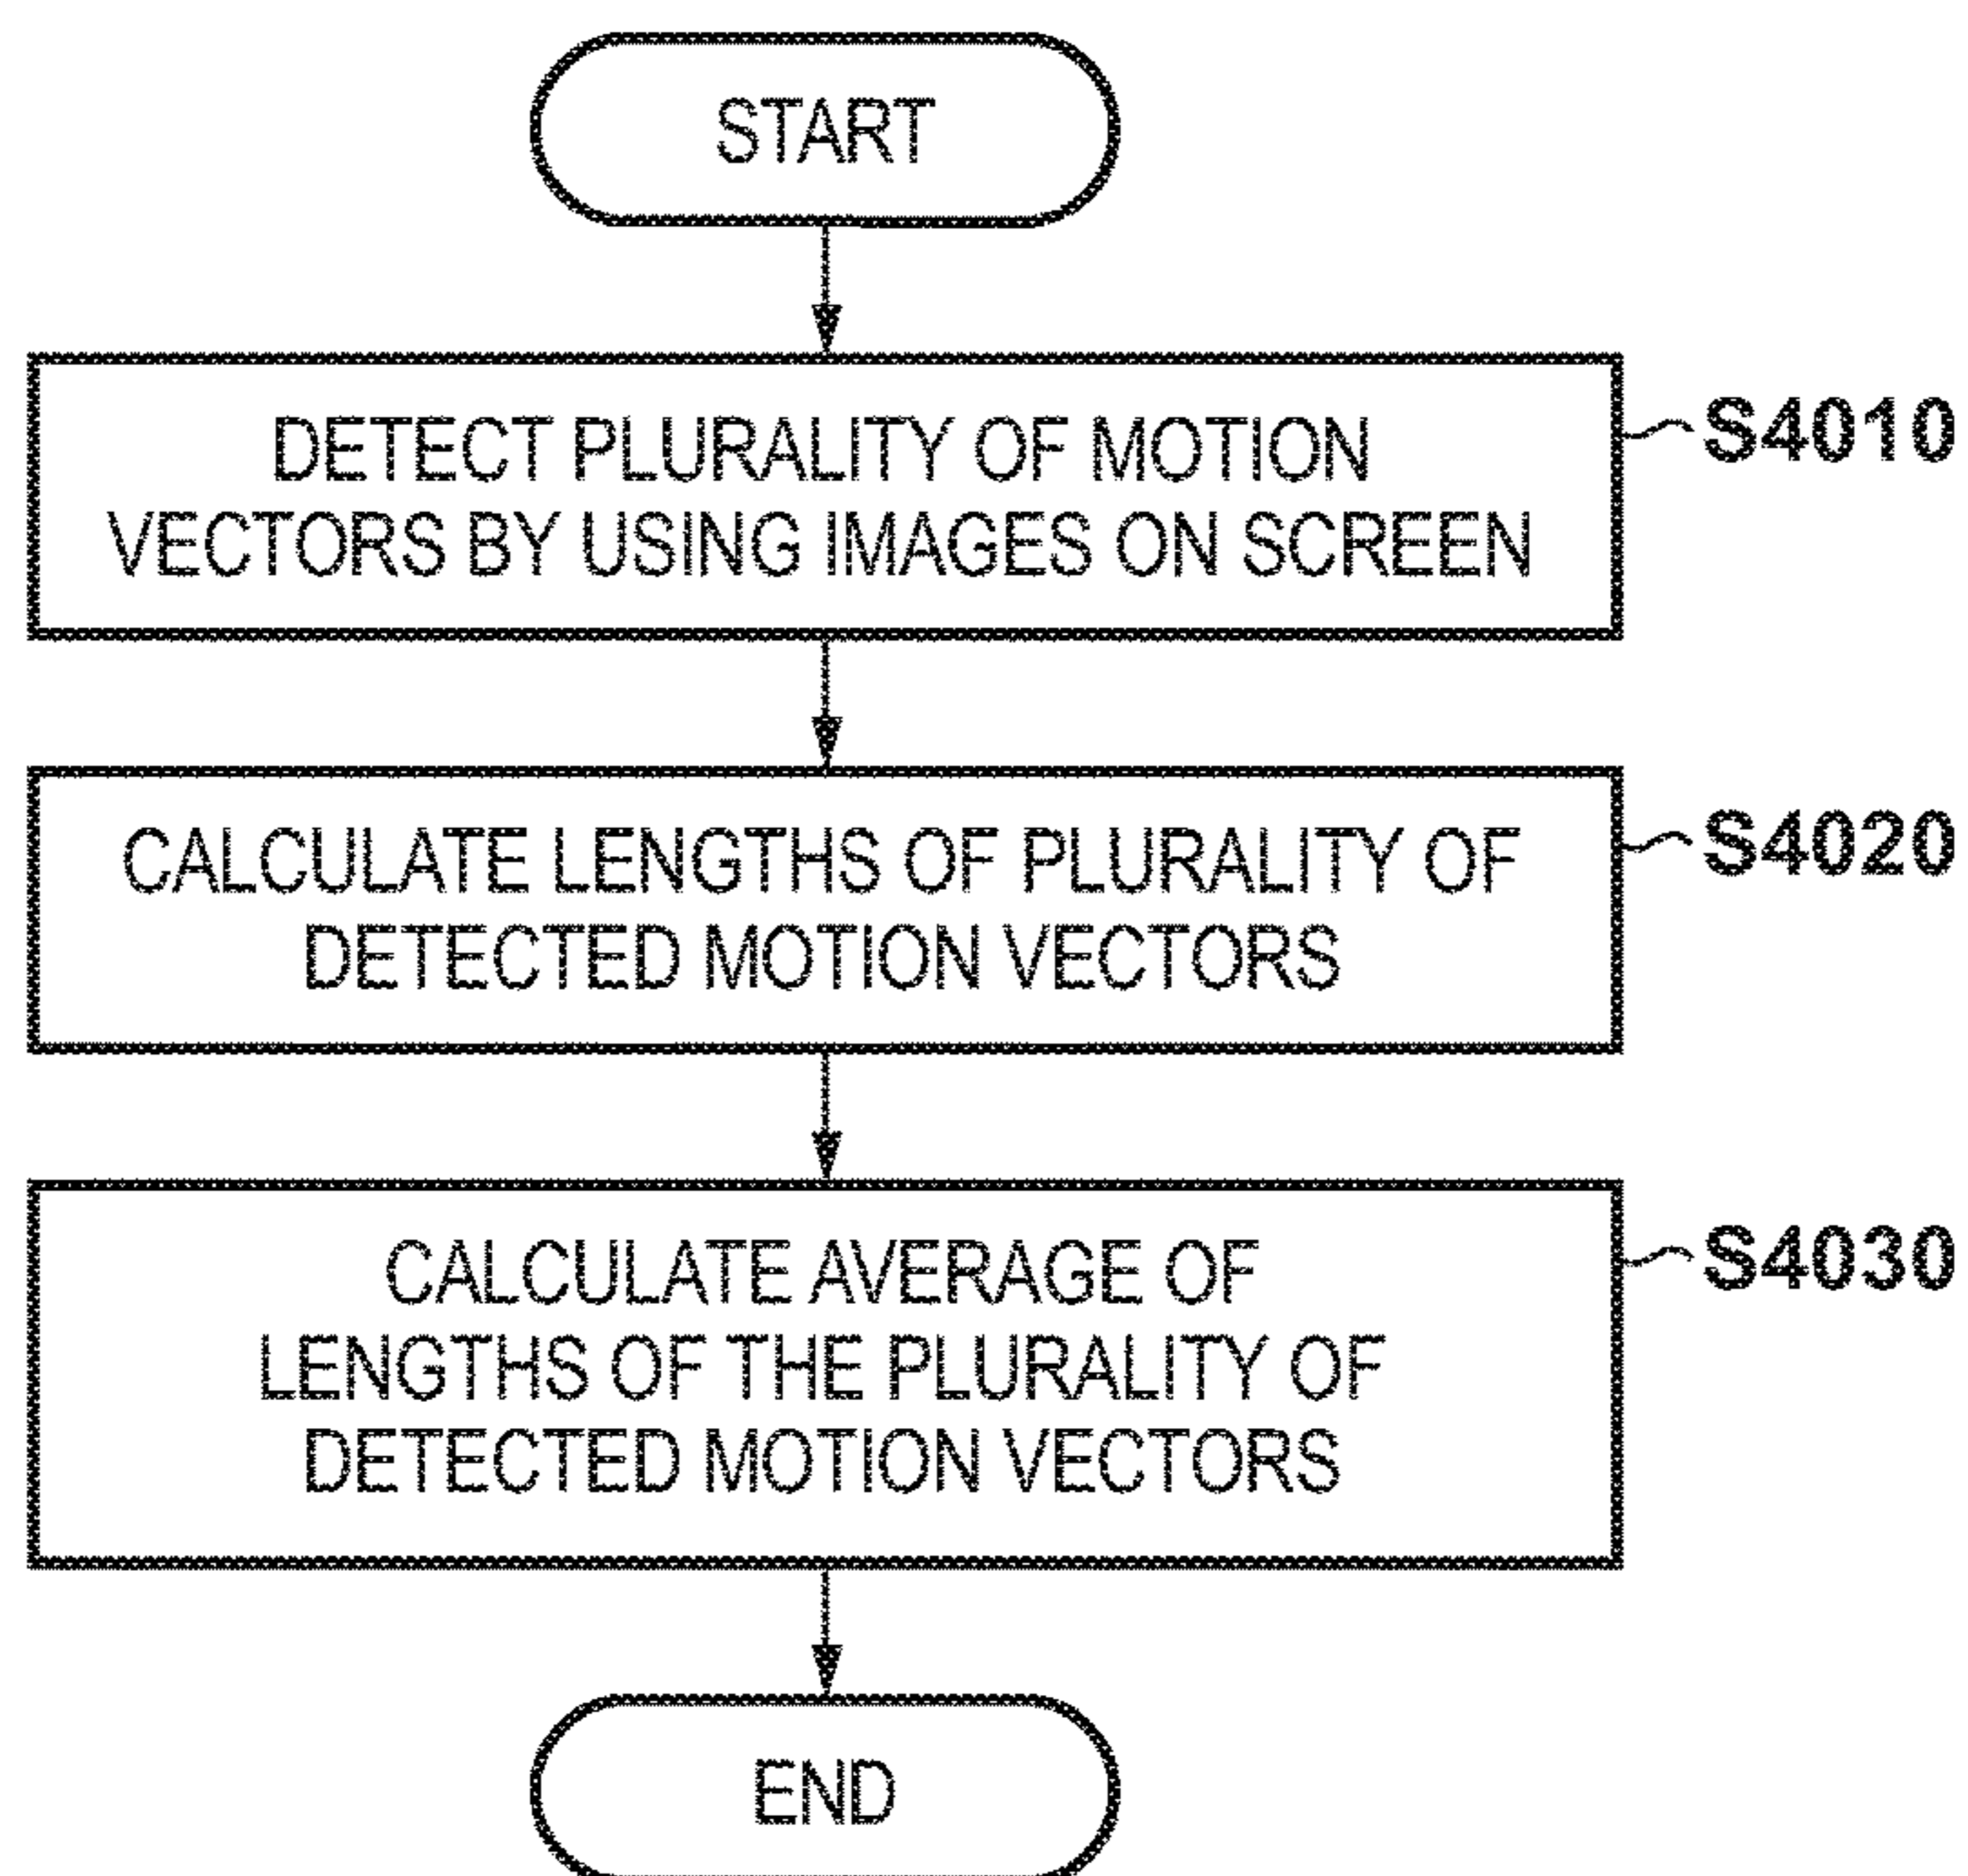 START
DETECT PLURALITY OF MOTION
VECTORS BY USING IMAGES ON SCREEN
S4010
CALCULATE LENGTHS OF PLURALITY OF
DETECTED MOTION VECTORS
S4020
CALCULATE AVERAGE OF
LENGTHS OF THE PLURALITY OF
DETECTED MOTION VECTORS
S4030
END